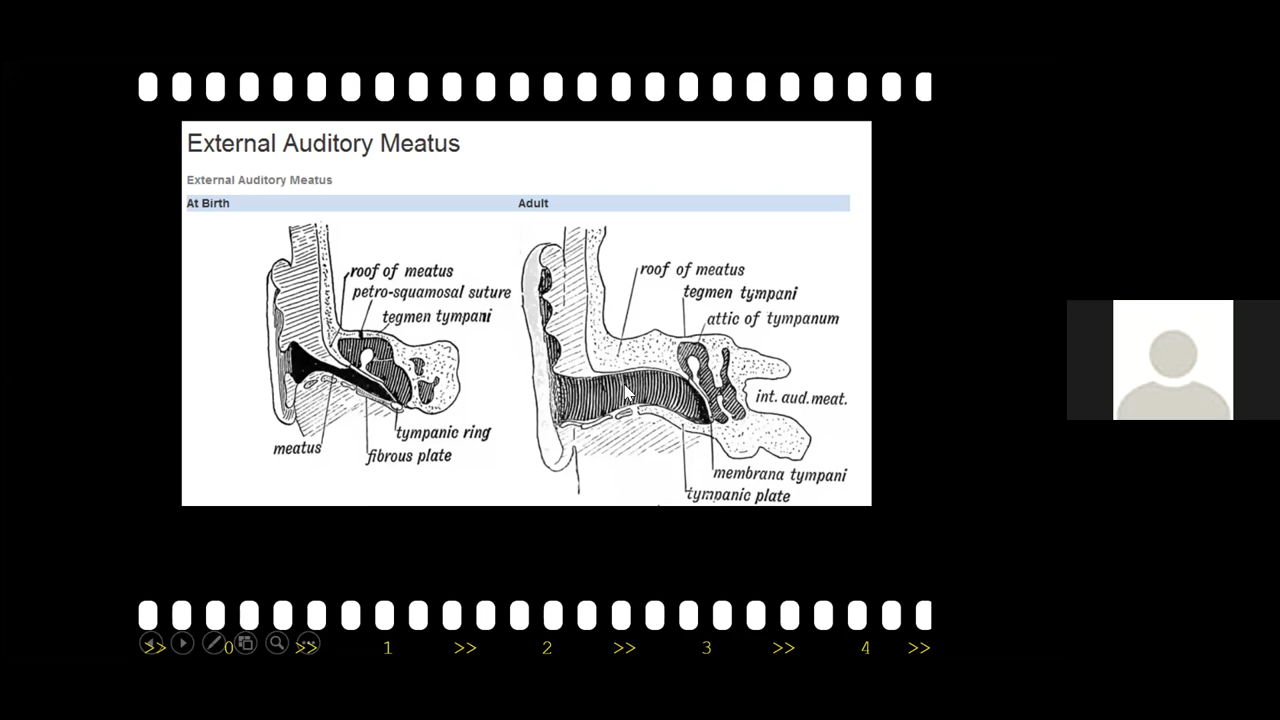 External Auditory Meatus
External Auditory Meatus
At Birth
Adult
roof of meatus
petro-squamosal suture
tegmen tympani
meatus
tympanic ring
fibrous plate
roof of meatus
tegmen tympani
attic of tympanum
int. aud. meat.
membrana tympani
tympanic plate
>> 0 >> 1 >> 2 >> 3 >> 4 >>